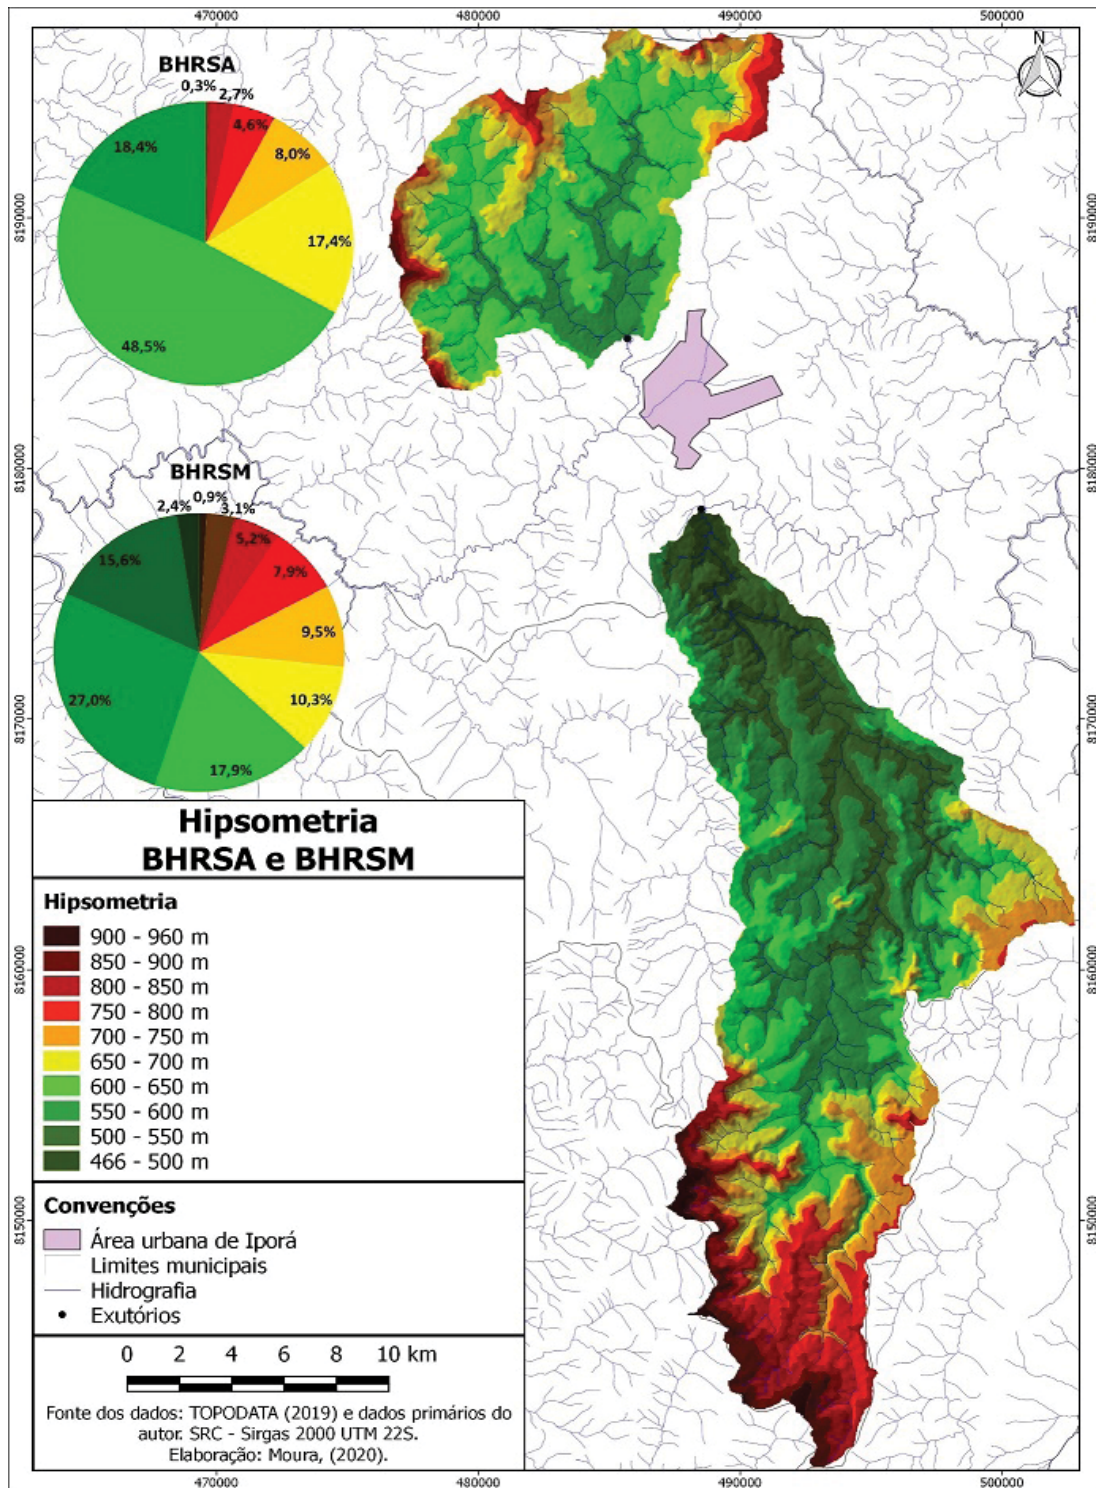 470000
480000
490000
500000
N
BHRSA
0,3%
2,7%
4,6%
8,0%
17,4%
48,5%
18,4%
8190000
8190000
8180000
8180000
BHRSM
0,9%
2,4%
3,1%
5,2%
7,9%
9,5%
10,3%
17,9%
27,0%
15,6%
8170000
8170000
Hipsometria
BHRSA e BHRSM
Hipsometria
900 - 960 m
850 - 900 m
800 - 850 m
750 - 800 m
700 - 750 m
650 - 700 m
600 - 650 m
550 - 600 m
500 - 550 m
466 - 500 m
8160000
8160000
Convenções
Área urbana de Iporá
Limites municipais
Hidrografia
Exutórios
8150000
8150000
0 2 4 6 8 10 km
Fonte dos dados: TOPODATA (2019) e dados primários do
autor. SRC - Sirgas 2000 UTM 22S.
Elaboração: Moura, (2020).
470000
480000
490000
500000